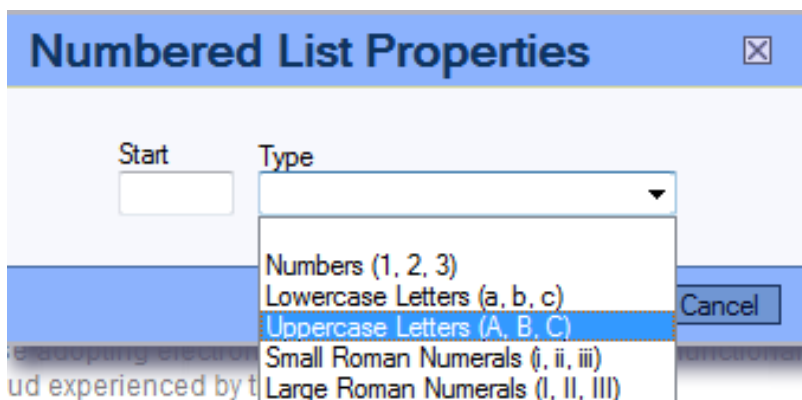 Numbered List Properties
Start Type
Numbers (1, 2, 3)
Lowercase Letters (a, b, c)
Cancel
Uppercase Letters (A, B, C)
Small Roman Numerals (i, ii, iii)
Large Roman Numerals (I, II, III)
adopting
experienced by